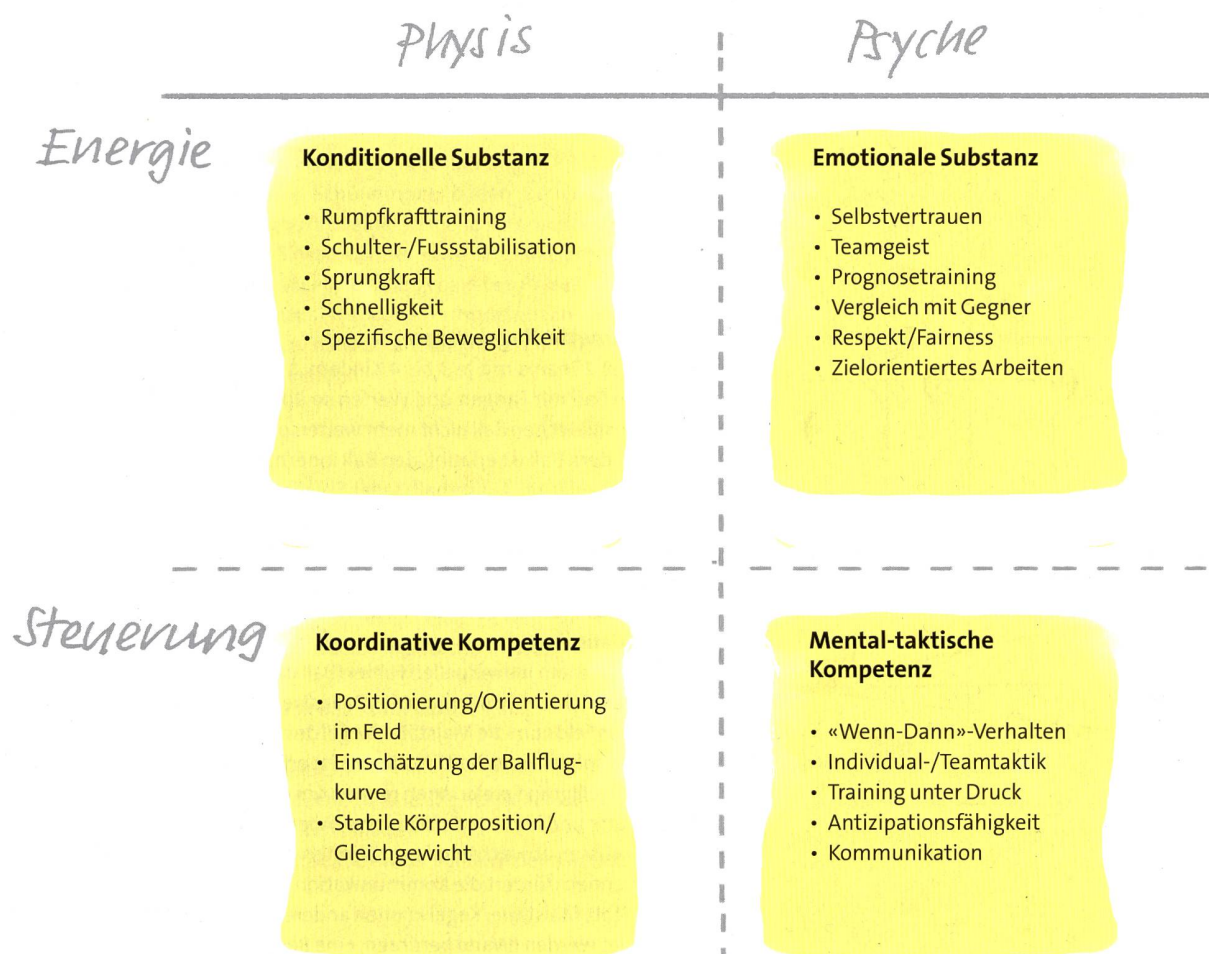 Physis
Psyche
Energie
Konditionelle Substanz
• Rumpfkrafttraining
• Schulter-/Fussstabilisation
• Sprungkraft
• Schnelligkeit
• Spezifische Beweglichkeit
Emotionale Substanz
• Selbstvertrauen
• Teamgeist
• Prognosetraining
• Vergleich mit Gegner
• Respekt/Fairness
• Zielorientiertes Arbeiten
Steuerung
Koordinative Kompetenz
• Positionierung/Orientierung
im Feld
• Einschätzung der Ballflug-
kurve
• Stabile Körperposition/
Gleichgewicht
Mental-taktische
Kompetenz
• «Wenn-Dann»-Verhalten
• Individual-/Teamtaktik
• Training unter Druck
• Antizipationsfähigkeit
• Kommunikation